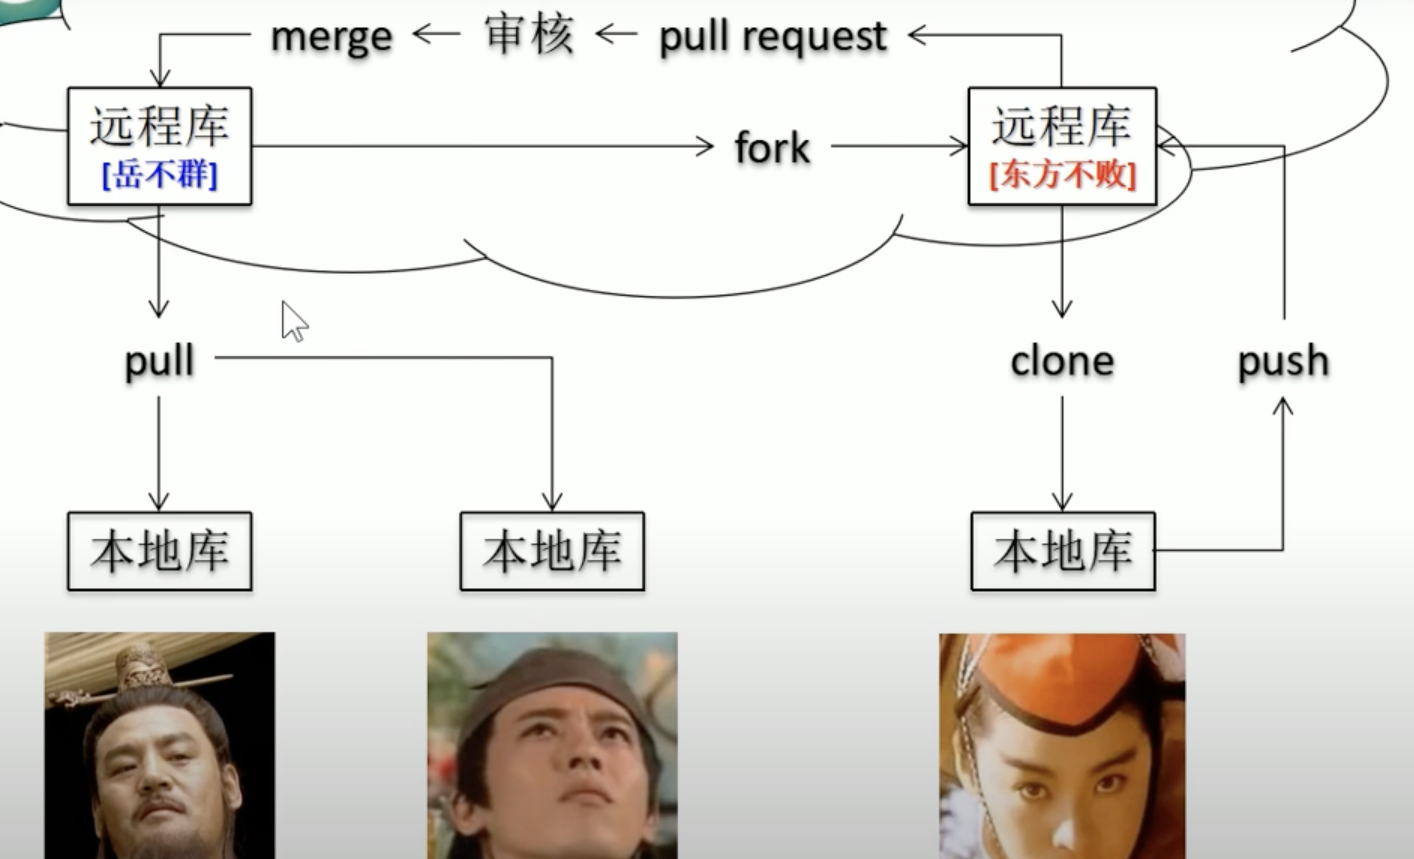 merge
审核
pull request
远程库
[岳不群]
fork
远程库
[东方不败]
pull
clone
push
本地库
本地库
本地库